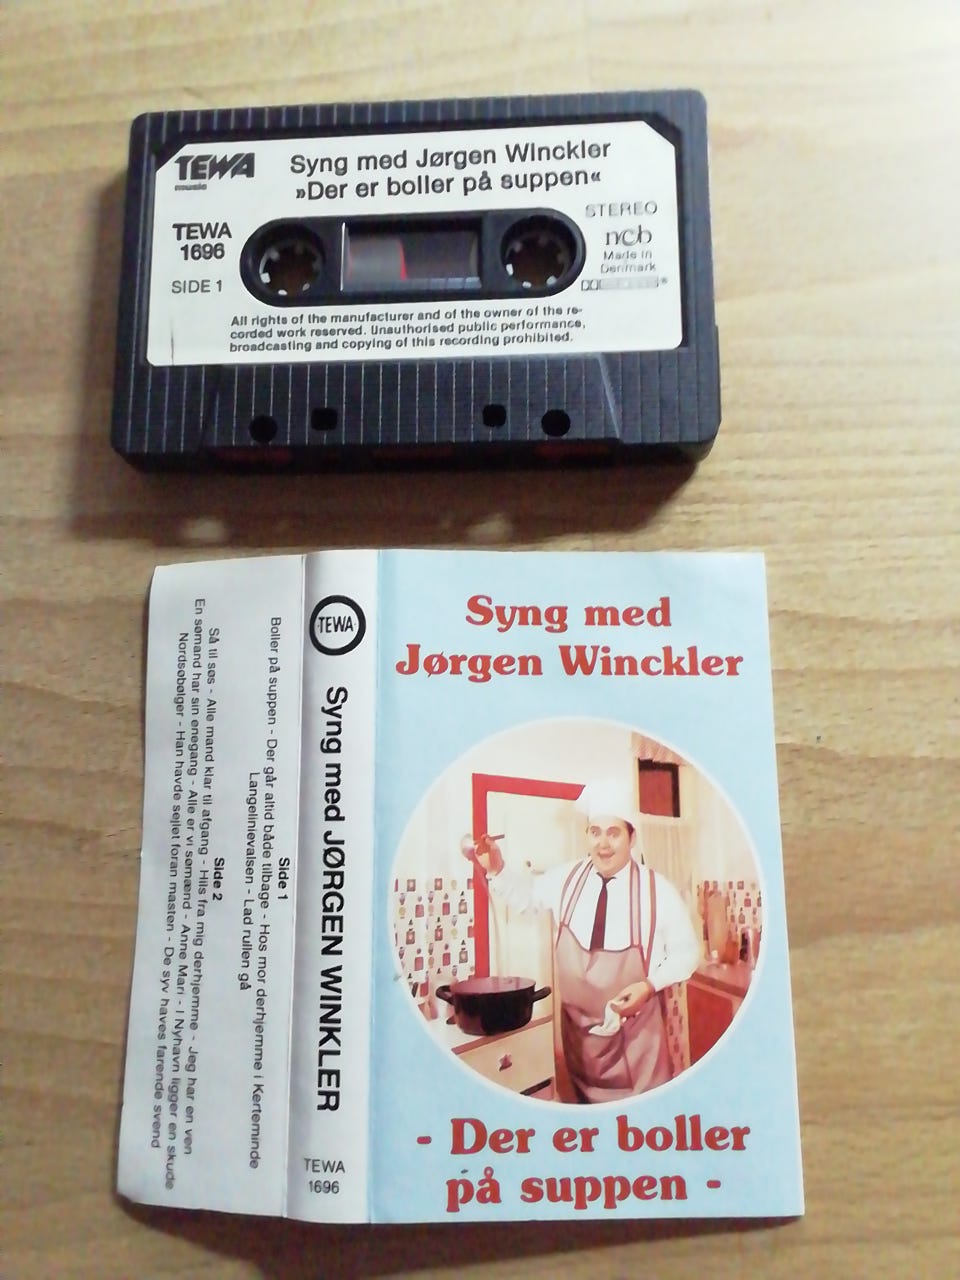 TEWA
music
Syng med Jørgen Winckler
»Der er boller på suppen«
TEWA
1696
SIDE 1
STEREO
ncb
Made in
Denmark
All rights of the manufacturer and of the owner of the re-
corded work reserved. Unauthorised public performance,
broadcasting and copying of this recording prohibited.
Syng med
Jørgen Winckler
- Der er boller
på suppen -
TEWA
Syng med JØRGEN WINKLER
TEWA
1696
Side 1
Boller på suppen - Der går altid både tilbage - Hos mor derhjemme i Kerteminde
Langelinievalsen - Lad rullen gå
Side 2
Så til søs - Alle mand klar til afgang - Hils fra mig derhjemme - Jeg har en ven
En sømand har sin enegang - Alle er vi sømænd - Anne Mari - I Nyhavn ligger en skude
Nordsøbølger - Han havde sejlet foran masten - De syv haves farende svend